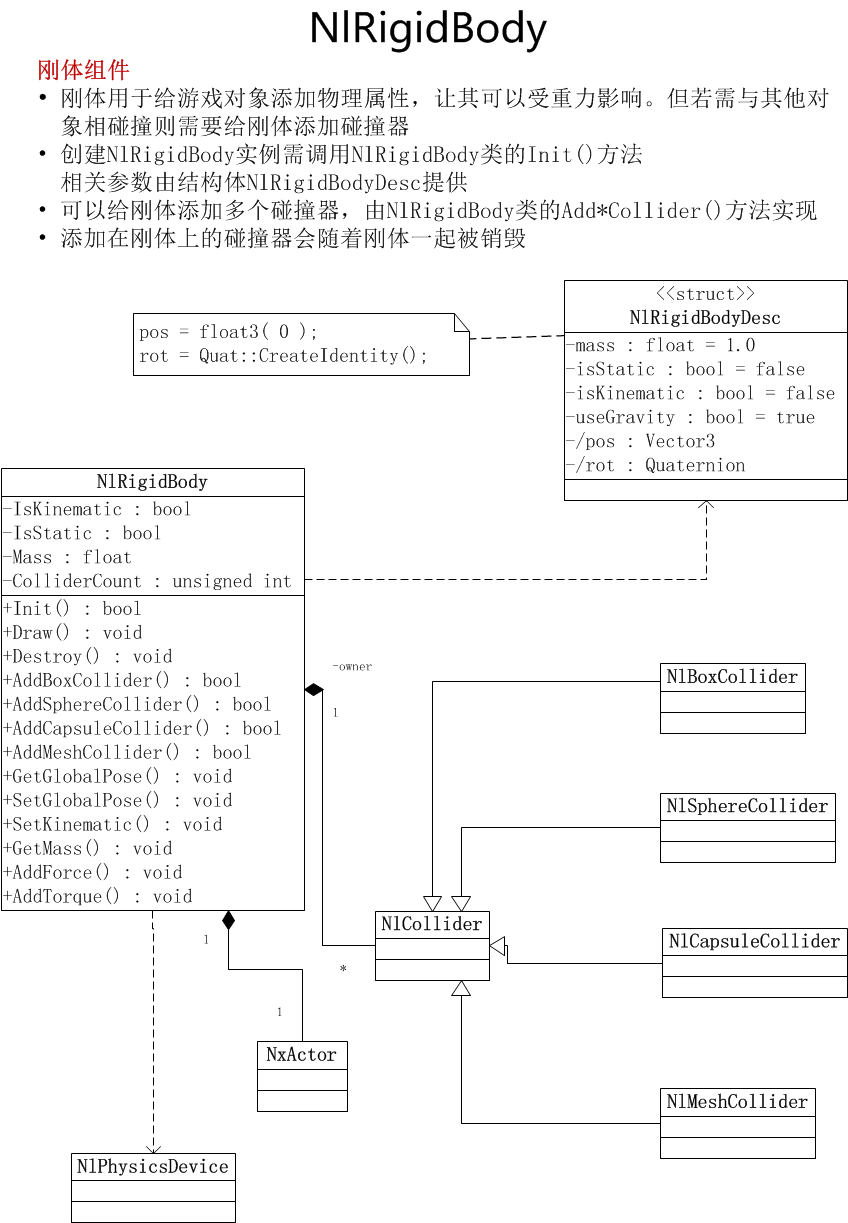 NlRigidBody
刚体组件
• 刚体用于给游戏对象添加物理属性，让其可以受重力影响。但若需与其他对
象相碰撞则需要给刚体添加碰撞器
• 创建NlRigidBody实例需调用NlRigidBody类的Init()方法
相关参数由结构体NlRigidBodyDesc提供
• 可以给刚体添加多个碰撞器，由NlRigidBody类的Add*Collider()方法实现
• 添加在刚体上的碰撞器会随着刚体一起被销毁
pos = float3( 0 );
rot = Quat::CreateIdentity();
<<struct>>
NlRigidBodyDesc
-mass : float = 1.0
-isStatic : bool = false
-isKinematic : bool = false
-useGravity : bool = true
-/pos : Vector3
-/rot : Quaternion
NlRigidBody
-IsKinematic : bool
-IsStatic : bool
-Mass : float
-ColliderCount : unsigned int
+Init() : bool
+Draw() : void
+Destroy() : void
+AddBoxCollider() : bool
+AddSphereCollider() : bool
+AddCapsuleCollider() : bool
+AddMeshCollider() : bool
+GetGlobalPose() : void
+SetGlobalPose() : void
+SetKinematic() : void
+GetMass() : void
+AddForce() : void
+AddTorque() : void
-owner
1
NlBoxCollider
NlSphereCollider
NlCollider
*
NlCapsuleCollider
1
1
NxActor
NlMeshCollider
NlPhysicsDevice